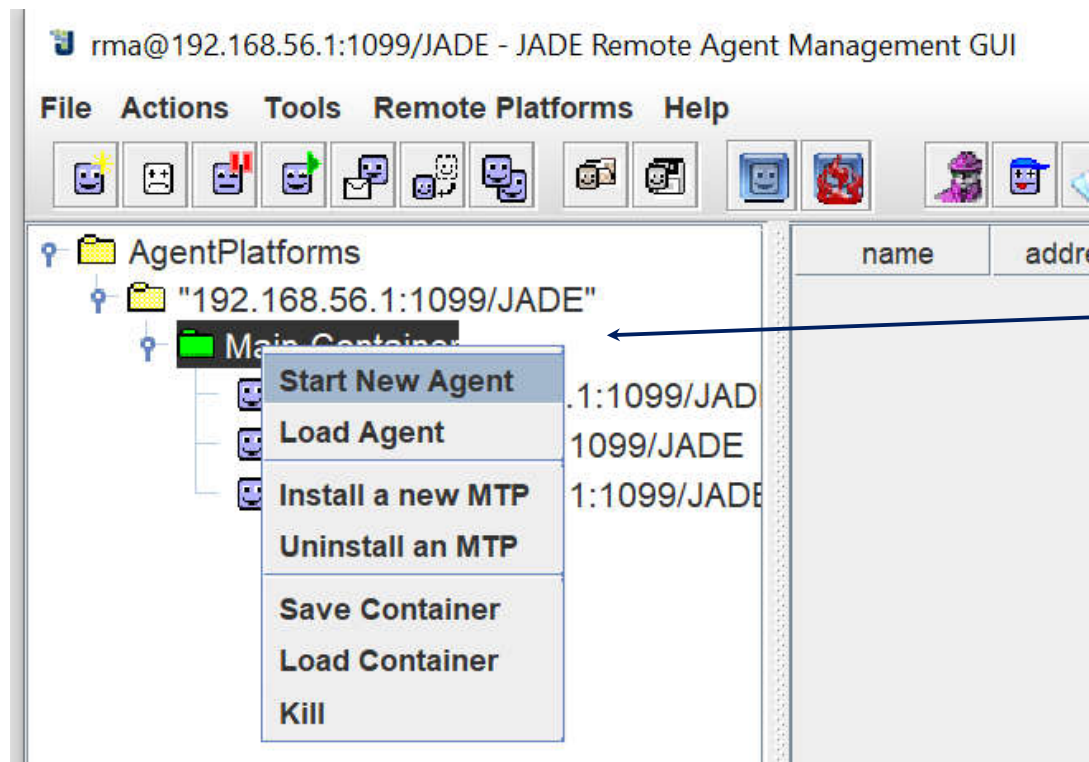 rma@192.168.56.1:1099/JADE - JADE Remote Agent Management GUI
File Actions Tools Remote Platforms Help
AgentPlatforms
name
"192.168.56.1:1099/JADE"
Start New Agent
.1:1099/JAD
Load Agent
1099/JADE
Install a new MTP
1:1099/JADE
Uninstall an MTP
Save Container
Load Container
Kill